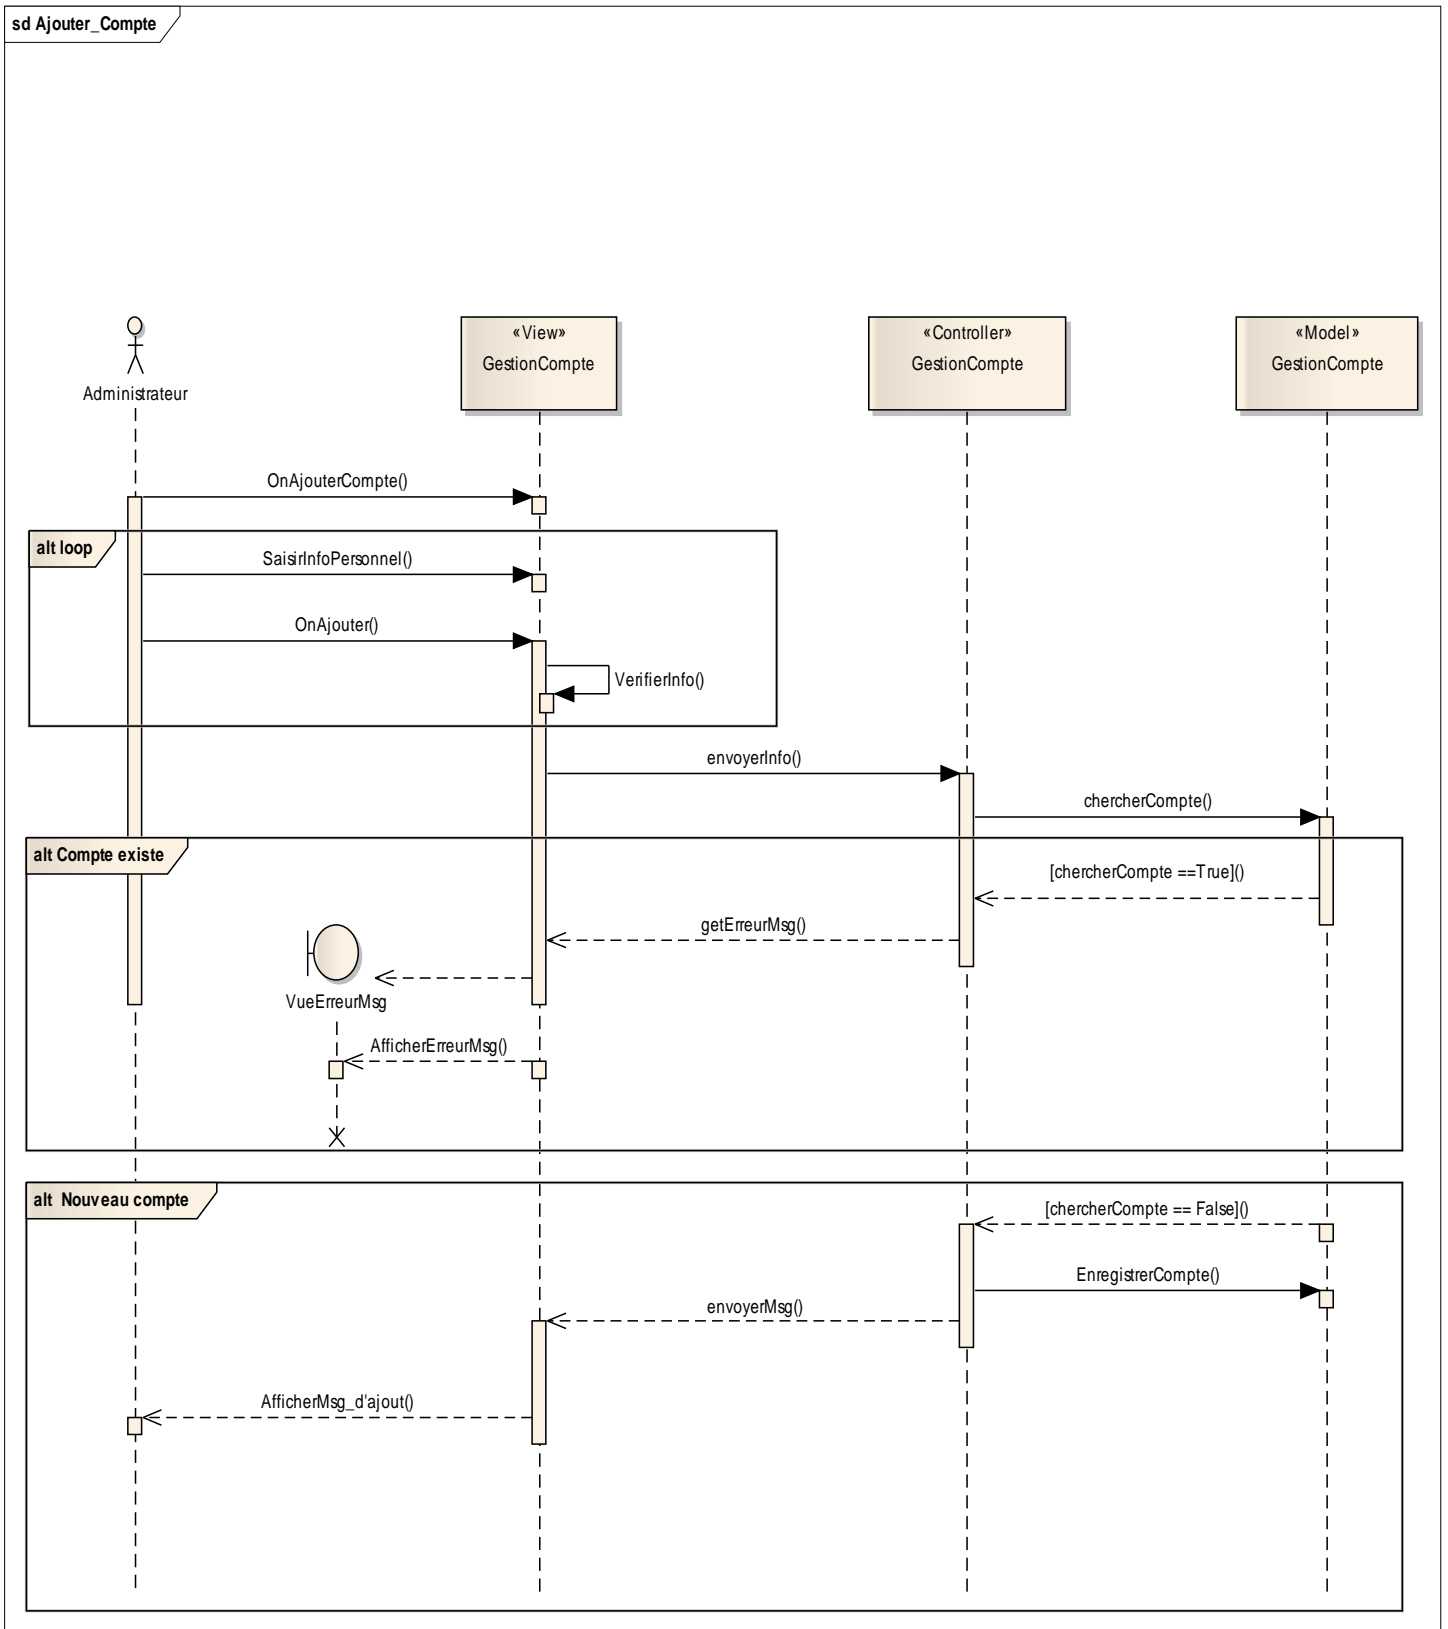 sd Ajouter_Compte
«View»
GestionCompte
«Controller»
GestionCompte
«Model»
GestionCompte
Administrateur
OnAjouterCompte()
alt loop
SaisirInfoPersonnel()
OnAjouter()
VerifierInfo()
envoyerInfo()
chercherCompte()
alt Compte existe
[chercherCompte ==True]()
getErreurMsg()
VueErreurMsg
AfficherErreurMsg()
alt Nouveau compte
[chercherCompte == False]()
EnregistrerCompte()
envoyerMsg()
AfficherMsg_d'ajout()